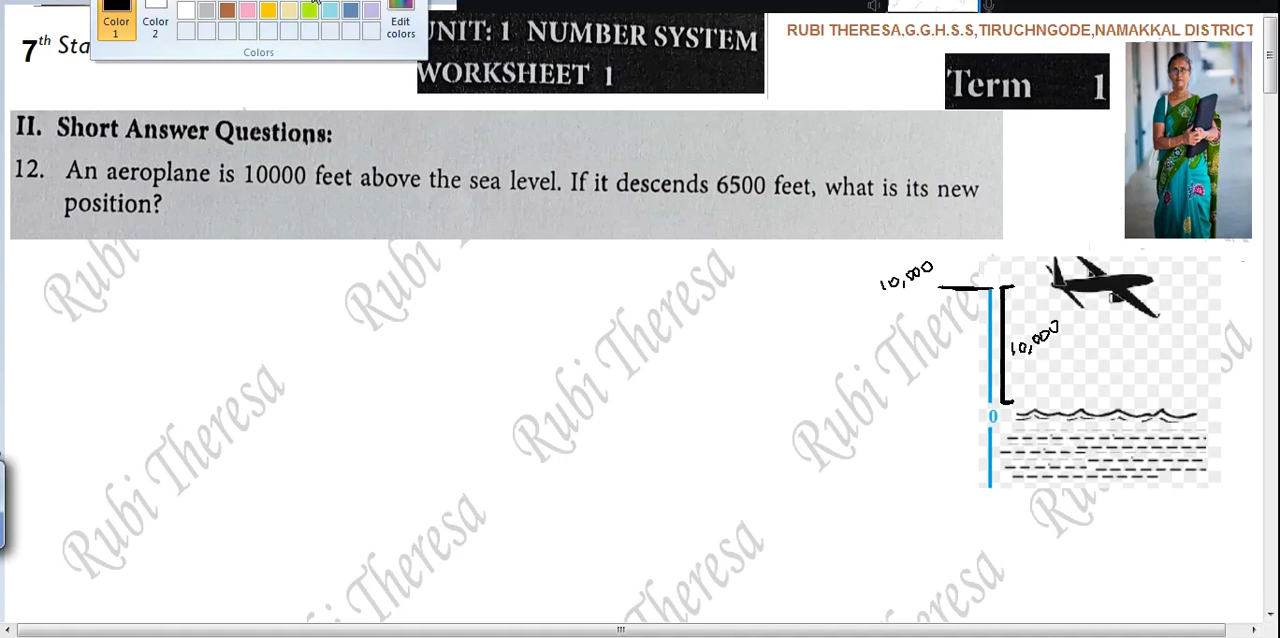 7th Sta
Color 1
Color 2
Edit colors
Colors
UNIT: 1 NUMBER SYSTEM
WORKSHEET 1
RUBI THERESA,G.G.H.S.S,TIRUCHNGODE,NAMAKKAL DISTRICT
Term 1
II. Short Answer Questions:
12. An aeroplane is 10000 feet above the sea level. If it descends 6500 feet, what is its new
position?
10,000
10,000
0
Rubi Theresa
Rubi
Rubi Theresa
Rubi Theresa
Rubi Theresa
Theresa
Theresa
eresa
Ru